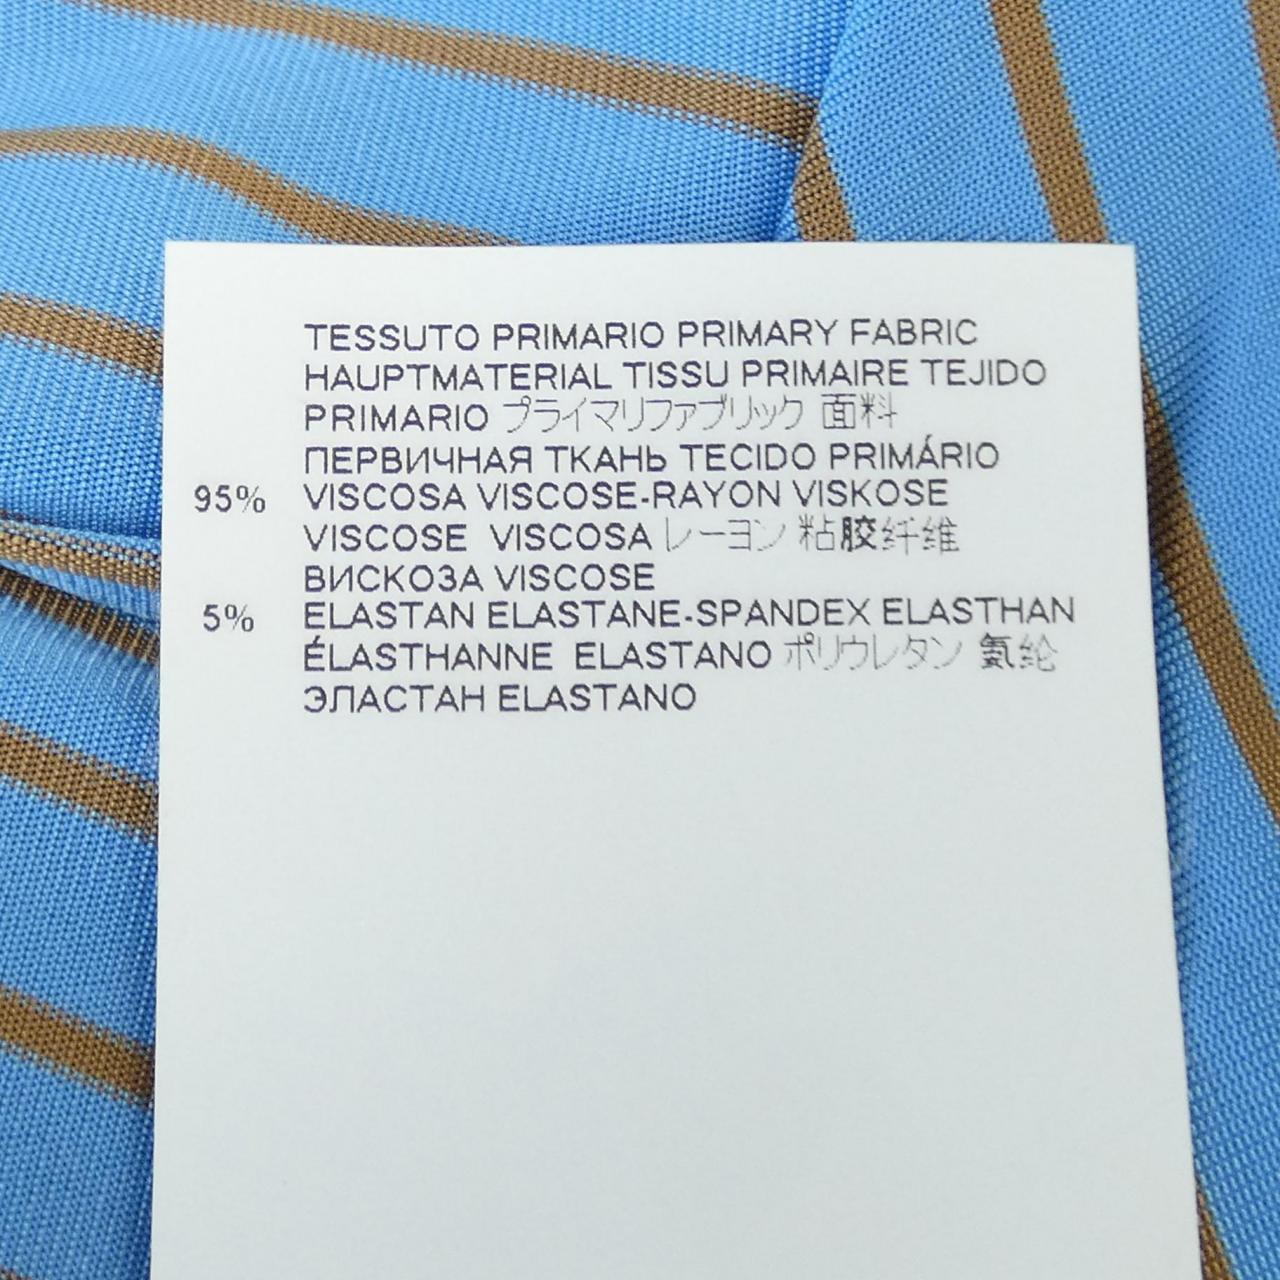 TESSUTO PRIMARIO PRIMARY FABRIC
HAUPTMATERIAL TISSU PRIMAIRE TEJIDO
PRIMARIO プライマリファブリック 面料
ПЕРВИЧНАЯ ТКАНЬ TECIDO PRIMÁRIO
95% VISCOSA VISCOSE-RAYON VISKOSE
VISCOSE VISCOSA レーヨン 粘胶纤维
ВИСКОЗА VISCOSE
5% ELASTAN ELASTANE-SPANDEX ELASTHAN
ÉLASTHANNE ELASTANO ポリウレタン 氨纶
ЭЛАСТАН ELASTANO